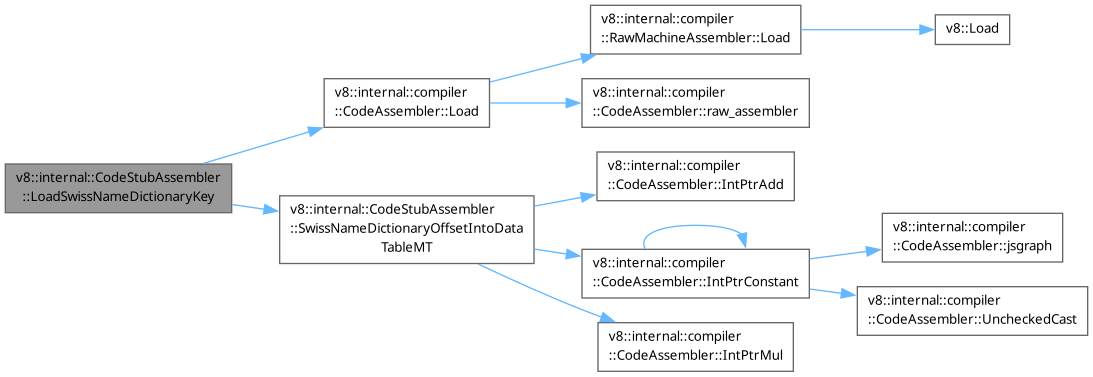 v8::internal::compiler
::RawMachineAssembler::Load
v8::Load
v8::internal::compiler
::CodeAssembler::Load
v8::internal::compiler
::CodeAssembler::raw_assembler
v8::internal::CodeStubAssembler
::LoadSwissNameDictionaryKey
v8::internal::compiler
::CodeAssembler::IntPtrAdd
v8::internal::CodeStubAssembler
::SwissNameDictionaryOffsetIntoData
TableMT
v8::internal::compiler
::CodeAssembler::jsgraph
v8::internal::compiler
::CodeAssembler::IntPtrConstant
v8::internal::compiler
::CodeAssembler::UncheckedCast
v8::internal::compiler
::CodeAssembler::IntPtrMul